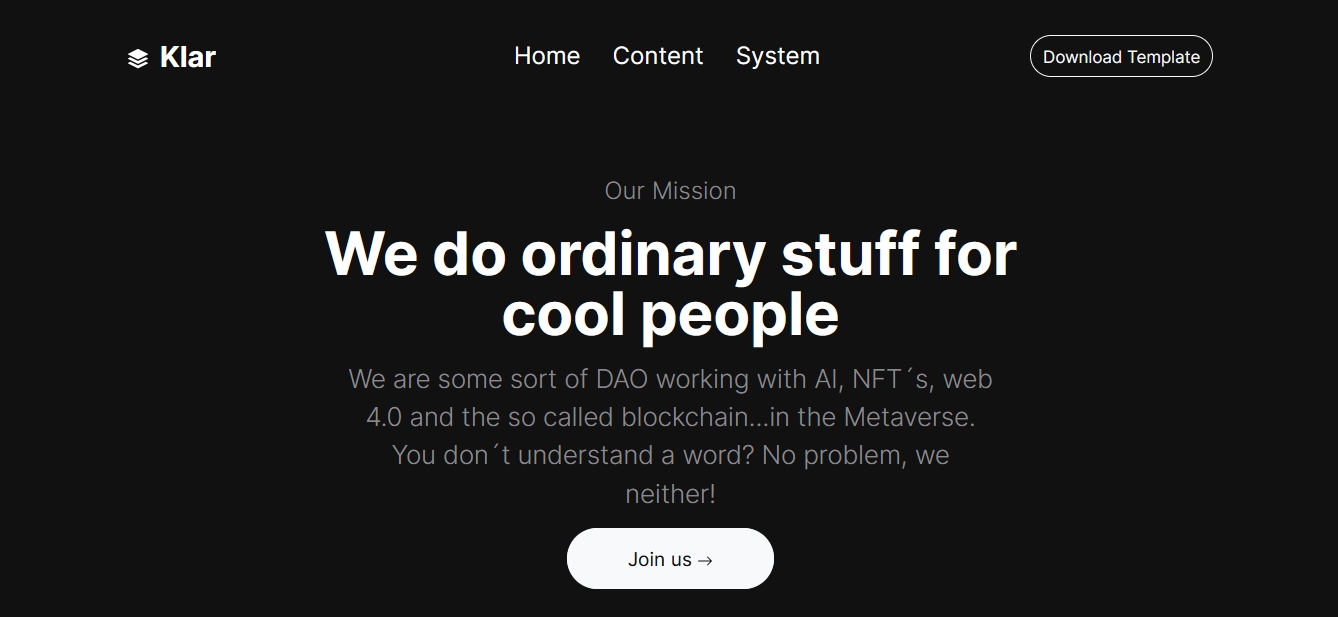 Klar
Home Content System
Download Template
Our Mission
We do ordinary stuff for
cool people
We are some sort of DAO working with AI, NFT´s, web
4.0 and the so called blockchain...in the Metaverse.
You don´t understand a word? No problem, we
neither!
Join us →